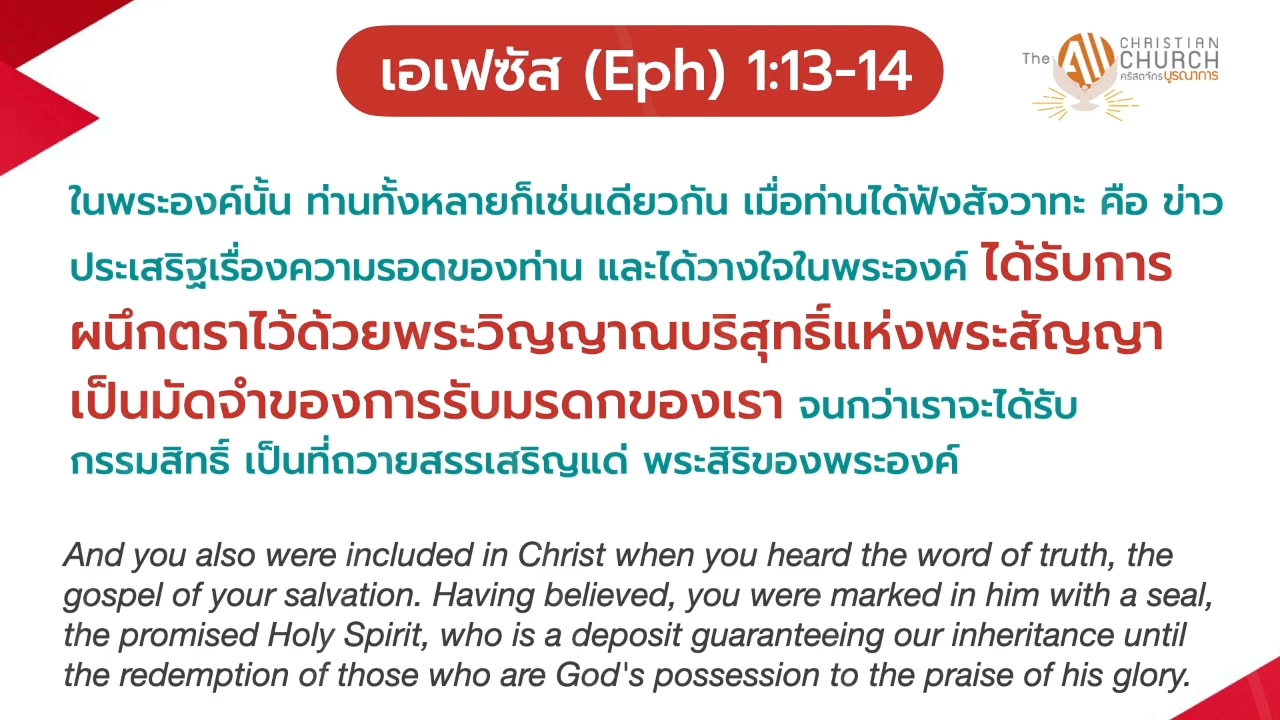 เอเฟซัส (Eph) 1:13-14
The All CHRISTIAN CHURCH
คริสตจักรบูรณาการ
ในพระองค์นั้น ท่านทั้งหลายก็เช่นเดียวกัน เมื่อท่านได้ฟังสัจวาทะ คือ ข่าว
ประเสริฐเรื่องความรอดของท่าน และได้วางใจในพระองค์ ได้รับการ
ผนึกตราไว้ด้วยพระวิญญาณบริสุทธิ์แห่งพระสัญญา
เป็นมัดจำของการรับมรดกของเรา จนกว่าเราจะได้รับ
กรรมสิทธิ์ เป็นที่ถวายสรรเสริญแด่ พระสิริของพระองค์
And you also were included in Christ when you heard the word of truth, the
gospel of your salvation. Having believed, you were marked in him with a seal,
the promised Holy Spirit, who is a deposit guaranteeing our inheritance until
the redemption of those who are God's possession to the praise of his glory.